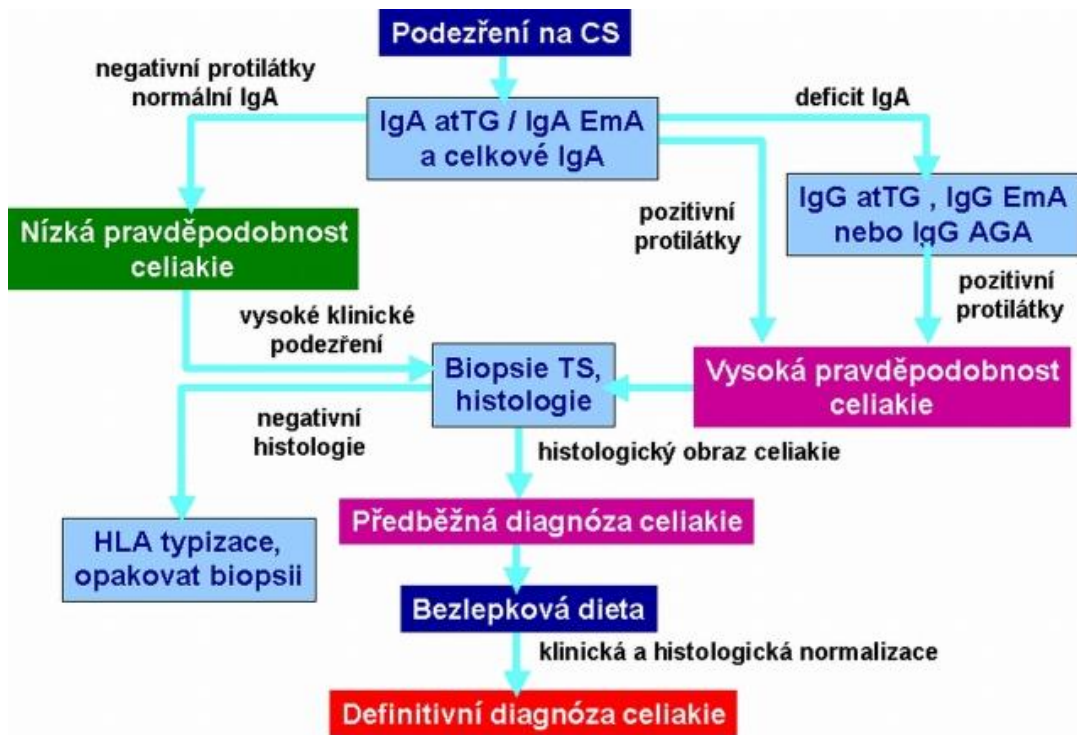 Podezření na CS
negativní protilátky
normální IgA
deficit IgA
IgA atTG / IgA EmA
a celkové IgA
IgG atTG , IgG EmA
nebo IgG AGA
Nízká pravděpodobnost
celiakie
pozitivní
protilátky
pozitivní
protilátky
vysoké klinické
podezření
Biopsie TS,
histologie
Vysoká pravděpodobnost
celiakie
negativní
histologie
histologický obraz celiakie
Předběžná diagnóza celiakie
HLA typizace,
opakovat biopsii
Bezlepková dieta
klinická a histologická normalizace
Definitivní diagnóza celiakie